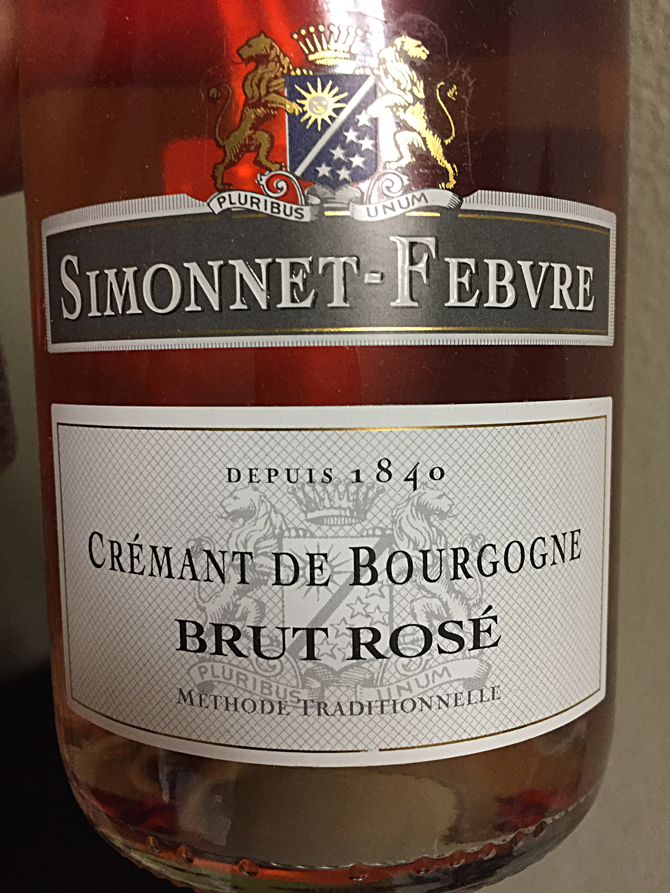 PLURIBUS UNUM
SIMONNET-FEBVRE
DEPUIS 1840
CRÉMANT DE BOURGOGNE
BRUT ROSÉ
PLURIBUS UNUM
MÉTHODE TRADITIONNELLE